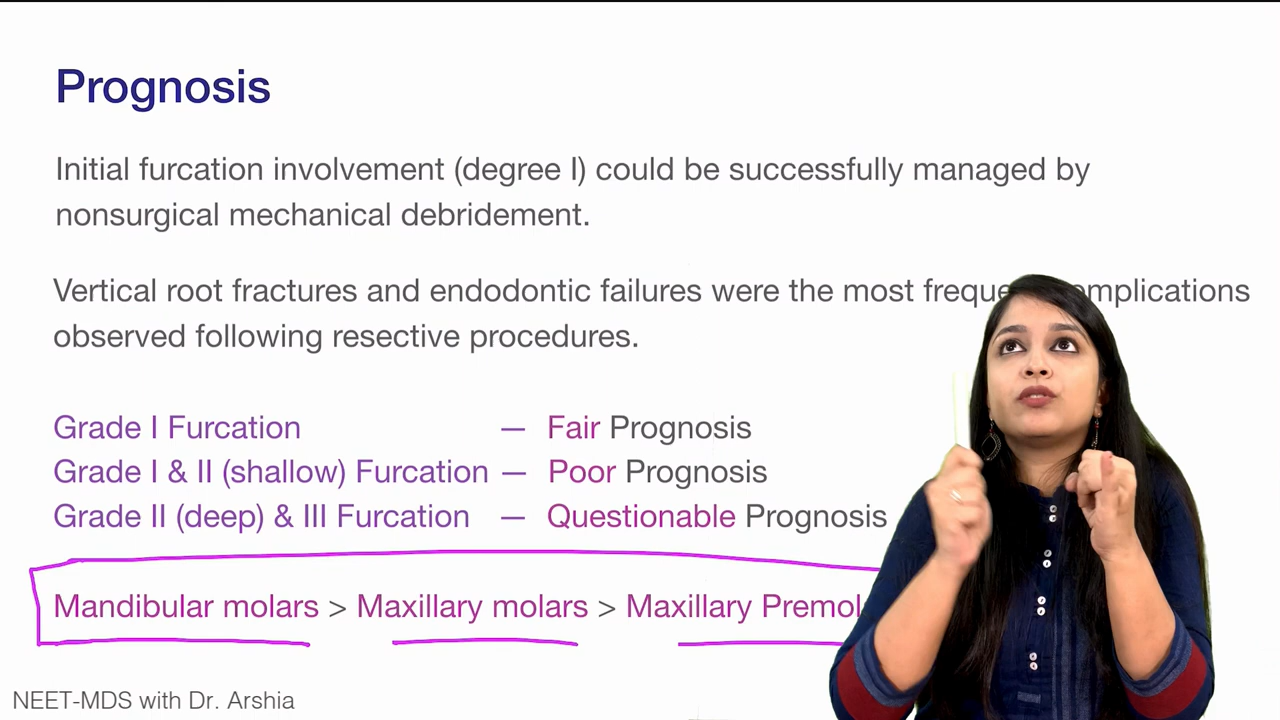 Prognosis
Initial furcation involvement (degree I) could be successfully managed by
nonsurgical mechanical debridement.
Vertical root fractures and endodontic failures were the most
observed following resective procedures.
Grade I Furcation — Fair Prognosis
Grade I & II (shallow) Furcation — Poor Prognosis
Grade II (deep) & III Furcation — Questionable Prognosis
Mandibular molars > Maxillary molars > Maxillary
NEET-MDS with Dr. Arshia